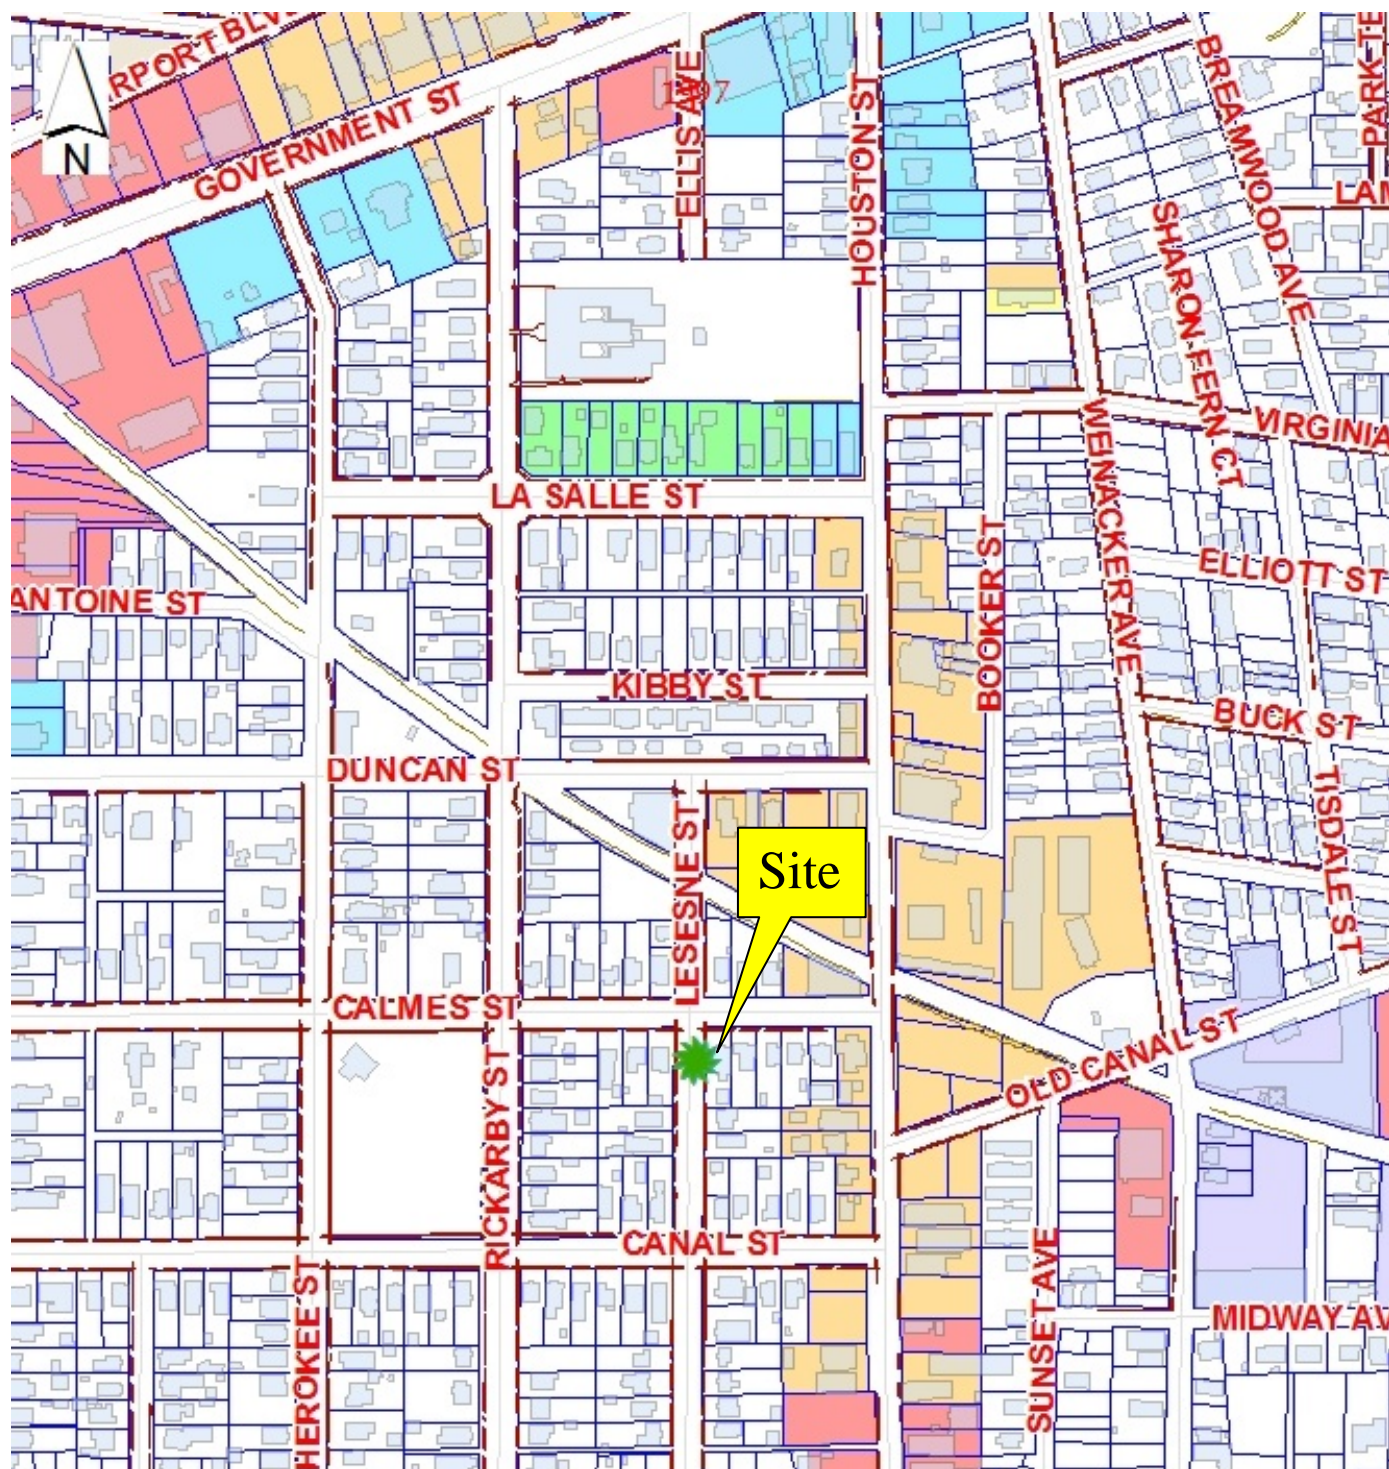 RPORT BLV
GOVERNMENT ST
N
ELLIS AVE
HOUSTON ST
BREAMWOOD AVE
SHARON-FERN CT
LAM
VIRGINIA
LA SALLE ST
WEINACKER AVE
ANTOINE ST
BOOKER ST
ELLIOTT ST
KIBBY ST
BUCK ST
DUNCAN ST
TISDALE ST
LESESNE ST
Site
CALMES ST
RICKARBY ST
OLD CANAL ST
CANAL ST
HEROKEE ST
SUNSET AVE
MIDWAY AV